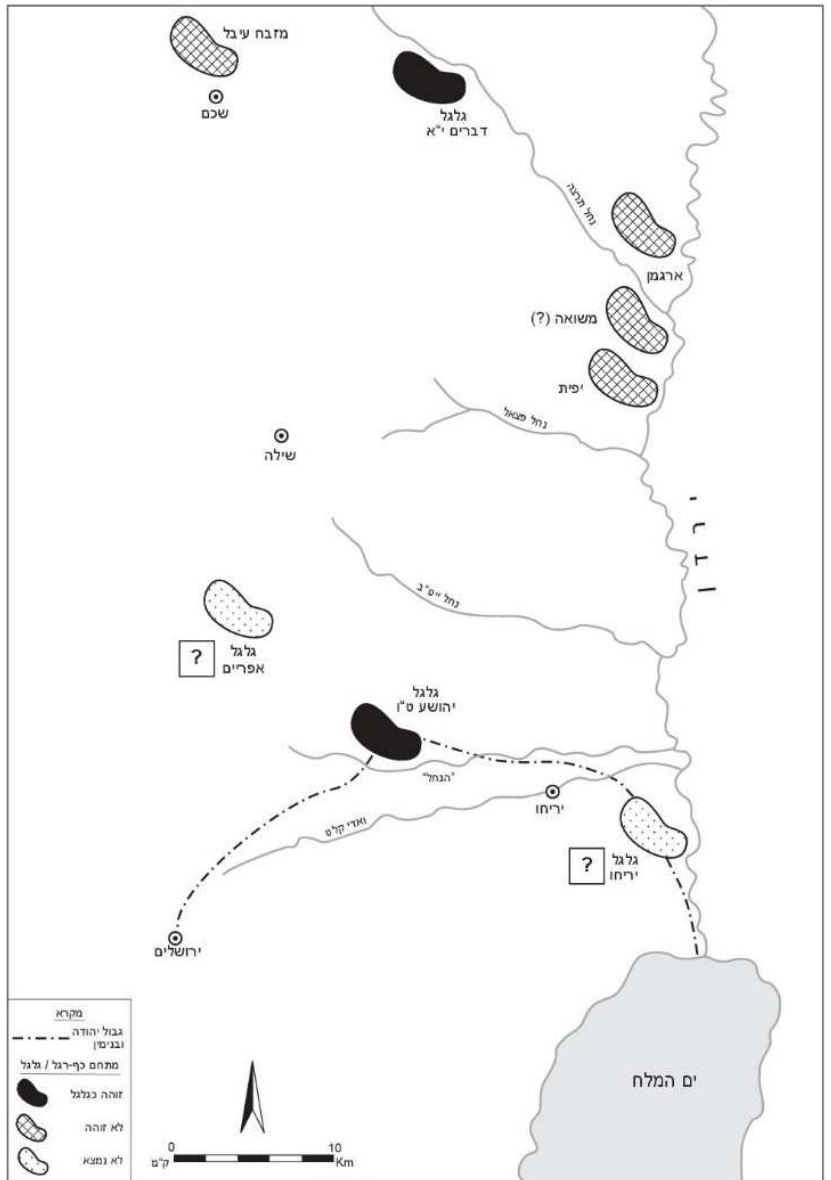 מזבח עיבל
שכם
גלגל
דברים י"א
נחל תרצה
ארגמן
משואה (?)
יפית
נחל פצאל
שילה
ירדן
נחל ייט"ב
גלגל
אפריים
?
גלגל
יהושע ט"ו
"הנחל"
יריחו
ואדי קלט
גלגל
יריחו
?
ירושלים
ים המלח
מקרא
גבול יהודה
ובנימין
מתחם כף-רגל / גלגל
זוהה כגלגל
לא זוהה
לא נמצא
0 10
ק"מ Km